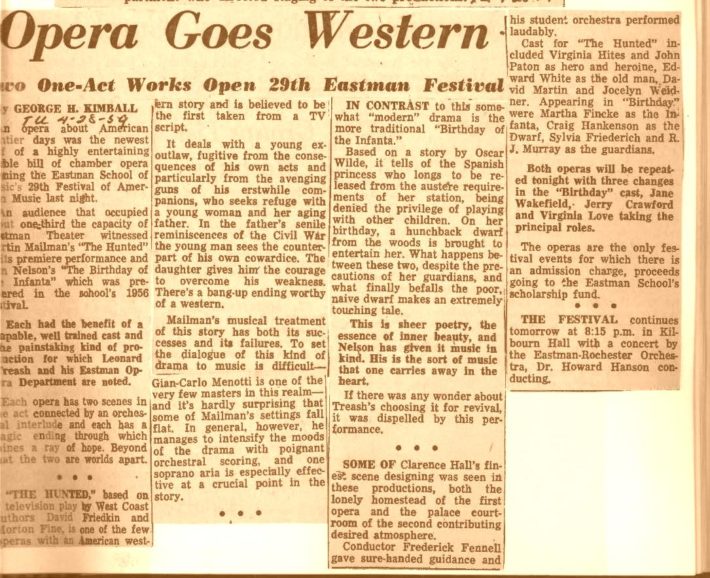 Opera Goes Western
wo One-Act Works Open 29th Eastman Festival
y GEORGE H. KIMBALL
TU 4-28-59
n opera about American
tier days was the newest
f of a highly entertaining
ble bill of chamber opera
ning the Eastman School of
sic's 29th Festival of Amer-
n Music last night.
n audience that occupied
ut one-third the capacity of
stman Theater witnessed
rtin Mailman's "The Hunted"
its premiere performance and
n Nelson's "The Birthday of
e Infanta" which was pre-
ered in the school's 1956
tival.
Each had the benefit of a
apable, well trained cast and
he painstaking kind of pro-
uction for which Leonard
reash and his Eastman Op-
ra Department are noted.
Each opera has two scenes in
e act connected by an orches-
al interlude and each has a
agic ending through which
ines a ray of hope. Beyond
at the two are worlds apart.
• • •
"THE HUNTED," based on
television play by West Coast
uthors David Friedkin and
Morton Fine, is one of the few
peras with an American west-
ern story and is believed to be
the first taken from a TV
script.
It deals with a young ex-
outlaw, fugitive from the conse-
quences of his own acts and
particularly from the avenging
guns of his erstwhile com-
panions, who seeks refuge with
a young woman and her aging
father. In the father's senile
reminiscences of the Civil War
the young man sees the counter-
part of his own cowardice. The
daughter gives him the courage
to overcome his weakness.
There's a bang-up ending worthy
of a western.
Mailman's musical treatment
of this story has both its suc-
cesses and its failures. To set
the dialogue of this kind of
drama to music is difficult—
Gian-Carlo Menotti is one of the
very few masters in this realm—
and it's hardly surprising that
some of Mailman's settings fall
flat. In general, however, he
manages to intensify the moods
of the drama with poignant
orchestral scoring, and one
soprano aria is especially effec-
tive at a crucial point in the
story.
• • •
IN CONTRAST to this some-
what "modern" drama is the
more traditional "Birthday of
the Infanta."
Based on a story by Oscar
Wilde, it tells of the Spanish
princess who longs to be re-
leased from the austere require-
ments of her station, being
denied the privilege of playing
with other children. On her
birthday, a hunchback dwarf
from the woods is brought to
entertain her. What happens be-
tween these two, despite the pre-
cautions of her guardians, and
what finally befalls the poor,
naive dwarf makes an extremely
touching tale.
This is sheer poetry, the
essence of inner beauty, and
Nelson has given it music in
kind. His is the sort of music
that one carries away in the
heart.
If there was any wonder about
Treash's choosing it for revival,
it was dispelled by this per-
formance.
• • •
SOME OF Clarence Hall's fin-
est scene designing was seen in
these productions, both the
lonely homestead of the first
opera and the palace court-
room of the second contributing
desired atmosphere.
Conductor Frederick Fennell
gave sure-handed guidance and
his student orchestra performed
laudably.
Cast for "The Hunted" in-
cluded Virginia Hites and John
Paton as hero and heroine, Ed-
ward White as the old man, Da-
vid Martin and Jocelyn Weid-
ner. Appearing in "Birthday"
were Martha Fincke as the In-
fanta, Craig Hankenson as the
Dwarf, Sylvia Friederich and R.
J. Murray as the guardians.
Both operas will be repeat-
ed tonight with three changes
in the "Birthday" cast, Jane
Wakefield, Jerry Crawford
and Virginia Love taking the
principal roles.
The operas are the only fes-
tival events for which there is
an admission charge, proceeds
going to the Eastman School's
scholarship fund.
• • •
THE FESTIVAL continues
tomorrow at 8:15 p.m. in Kil-
bourn Hall with a concert by
the Eastman-Rochester Orches-
tra, Dr. Howard Hanson con-
ducting.